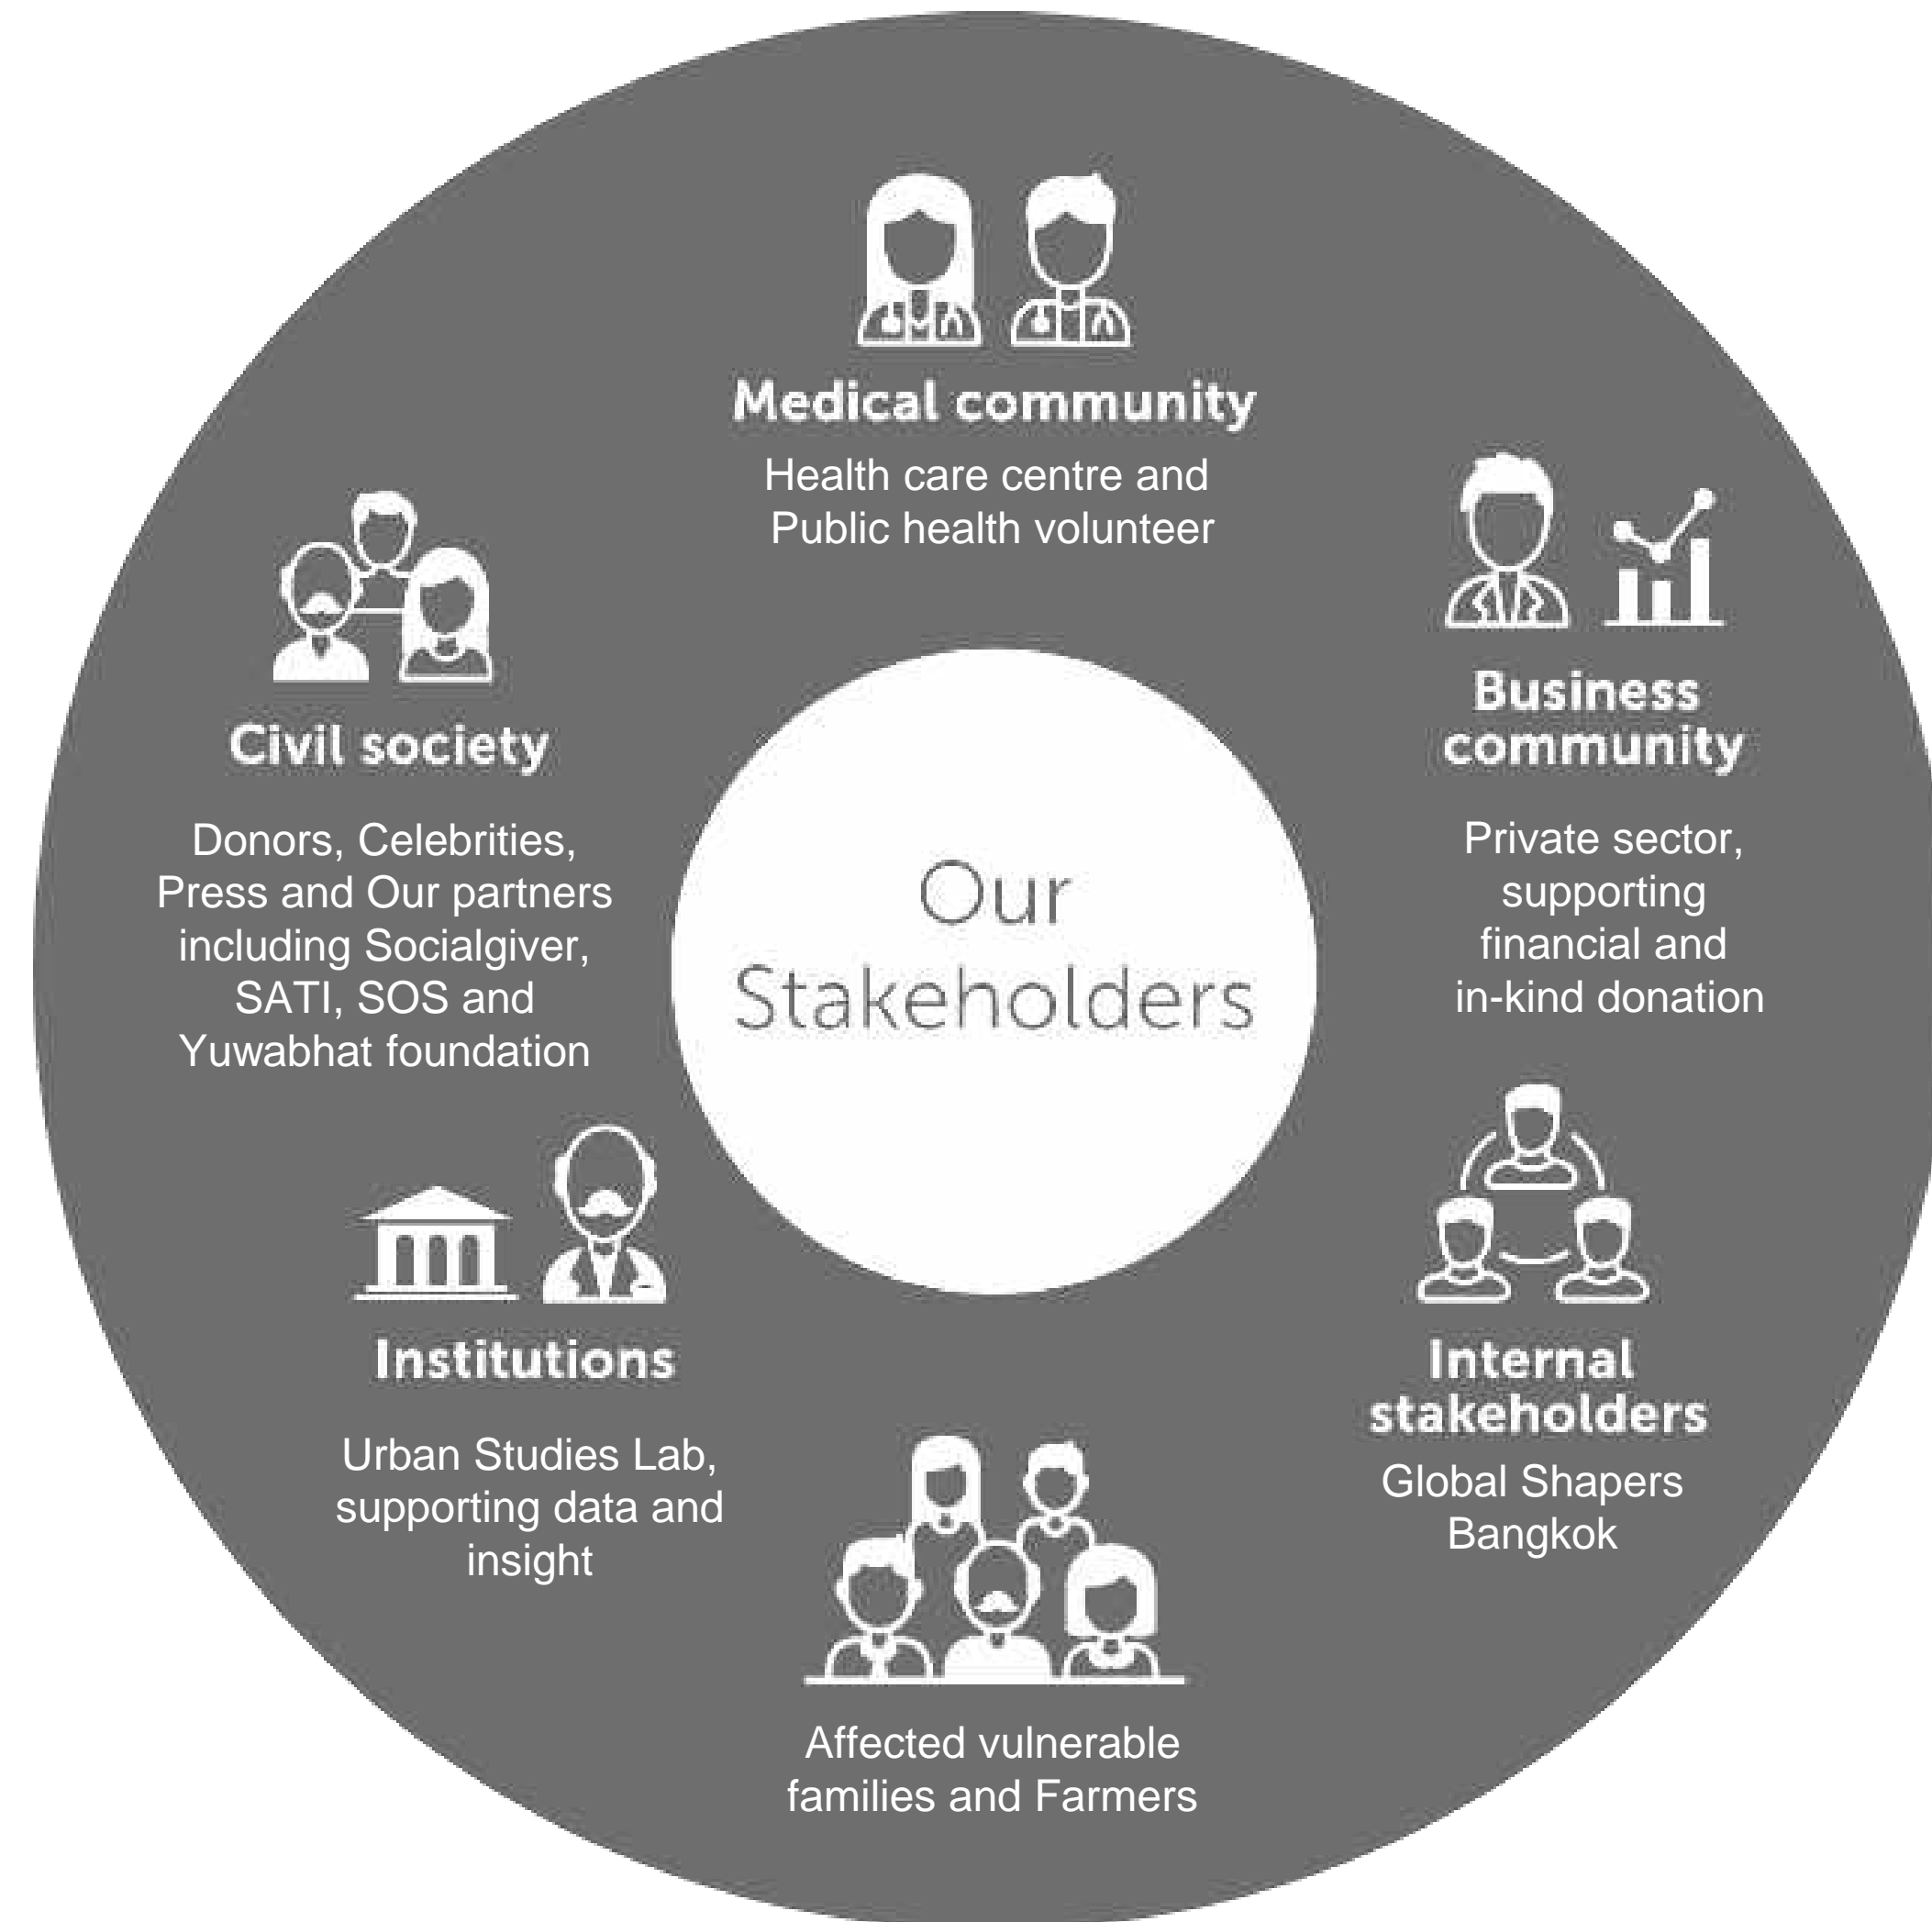 Medical community
Health care centre and
Public health volunteer
Business
community
Private sector,
supporting
financial and
in-kind donation
Civil society
Donors, Celebrities,
Press and Our partners
including Socialgiver,
SATI, SOS and
Yuwabhat foundation
Our
Stakeholders
Institutions
Urban Studies Lab,
supporting data and
insight
Internal
stakeholders
Global Shapers
Bangkok
Affected vulnerable
families and Farmers